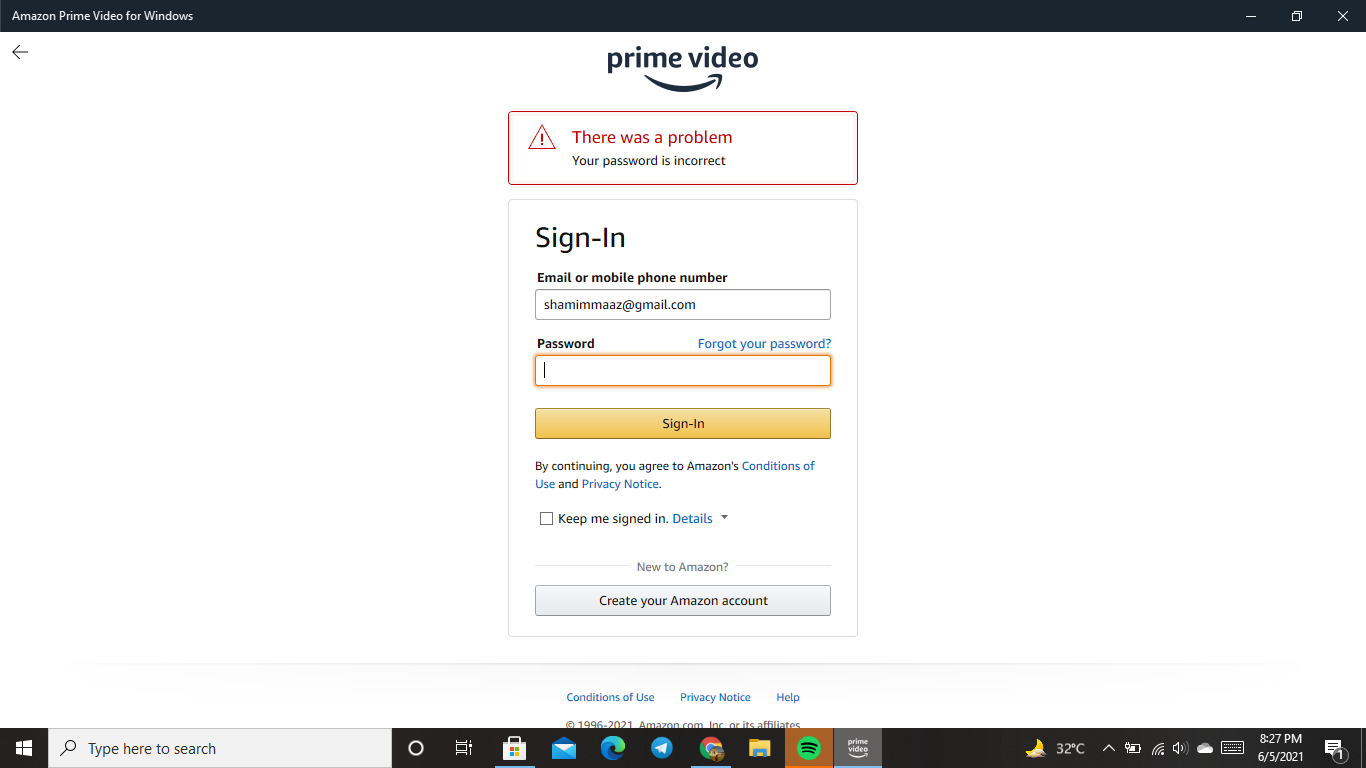 Amazon Prime Video for Windows
prime video
There was a problem
Your password is incorrect
Sign-In
Email or mobile phone number
shamimmaaz@gmail.com
Password Forgot your password?
Sign-In
By continuing, you agree to Amazon's Conditions of
Use and Privacy Notice.
Keep me signed in. Details
New to Amazon?
Create your Amazon account
Conditions of Use Privacy Notice Help
© 1996-2021, Amazon.com, Inc. or its affiliates
Type here to search
prime
video
32°C
8:27 PM
6/5/2021
1